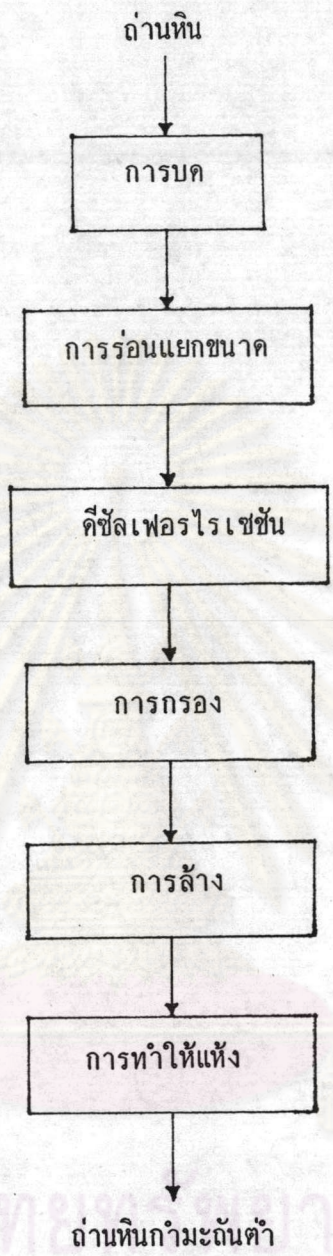 ถ่านหิน
การบด
การร่อนแยกขนาด
ดีซัลเฟอรไรเซชัน
การกรอง
การล้าง
การทำให้แห้ง
ถ่านหินกำมะถันต่ำ